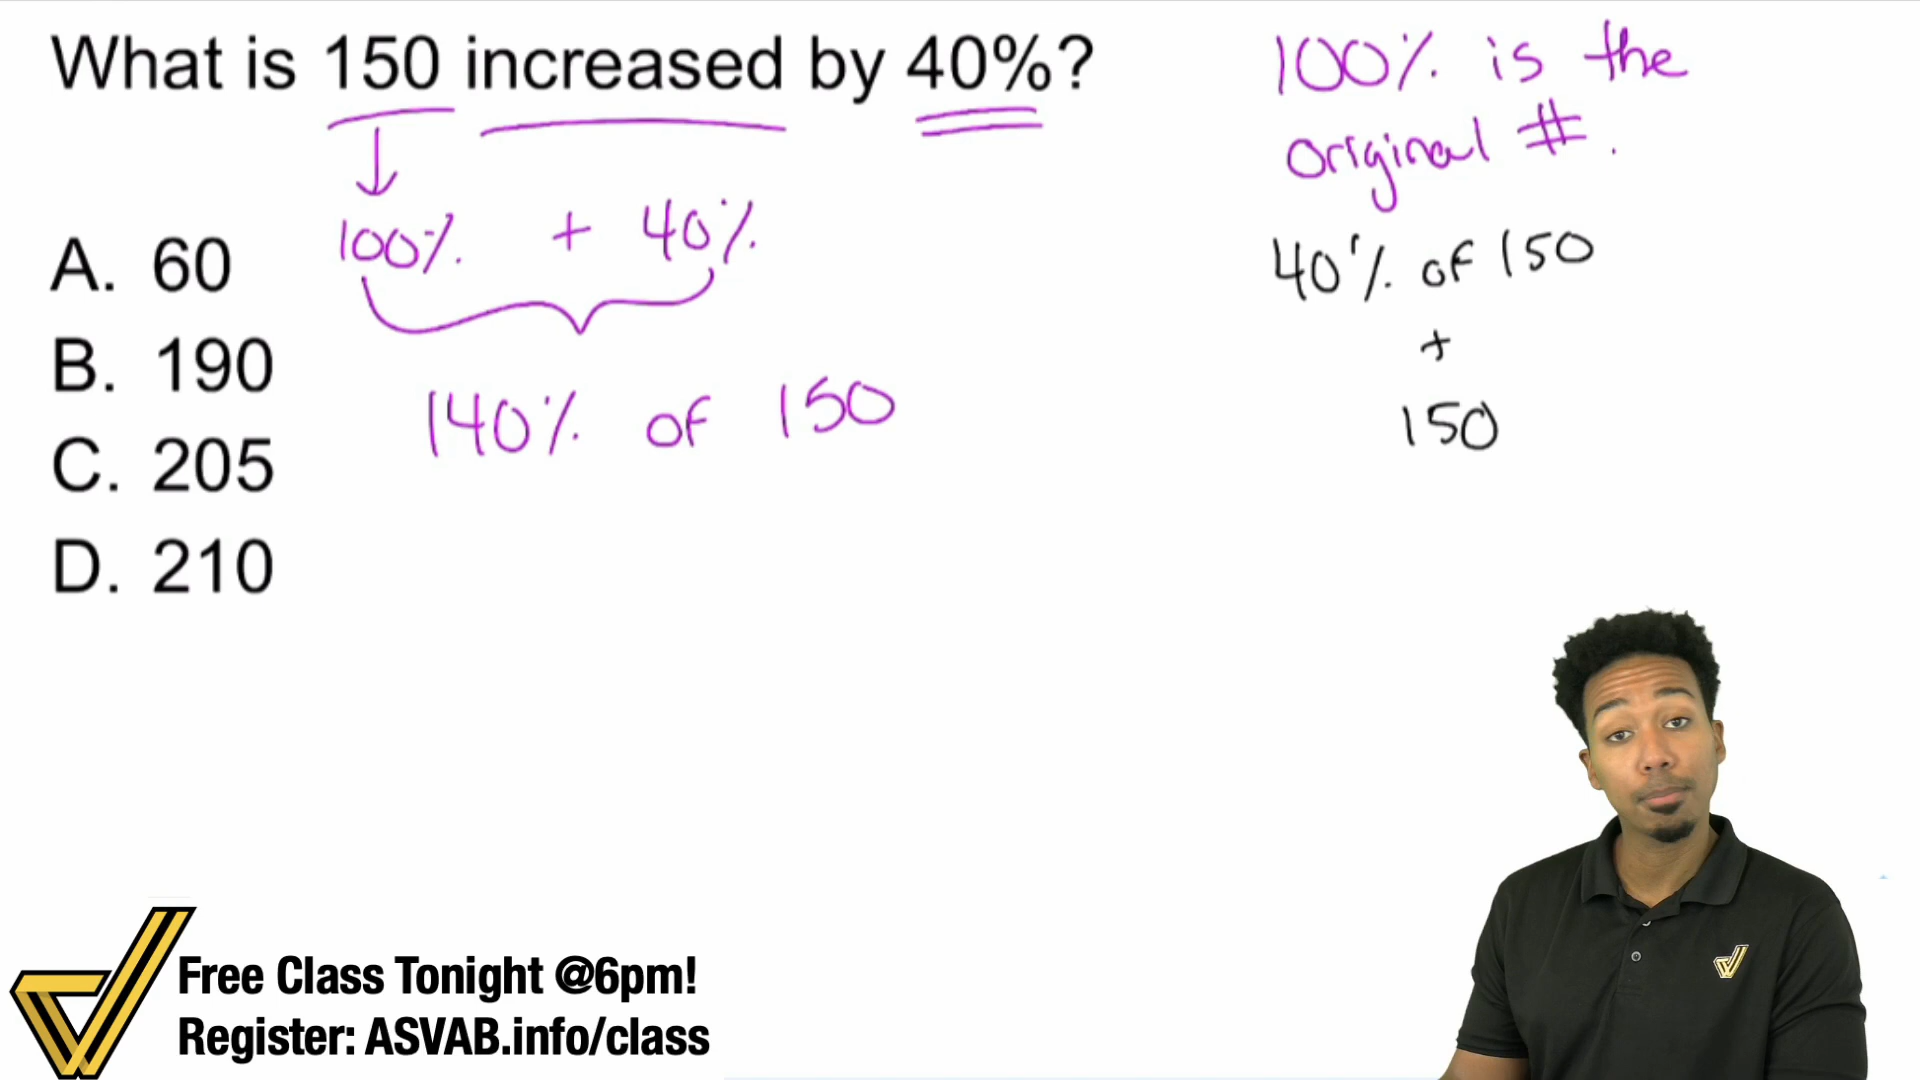 What is 150 increased by 40%?
100% + 40%
140% of 150
A. 60
B. 190
C. 205
D. 210
100% is the
original #.
40% of 150
+
150
Free Class Tonight @6pm!
Register: ASVAB.info/class